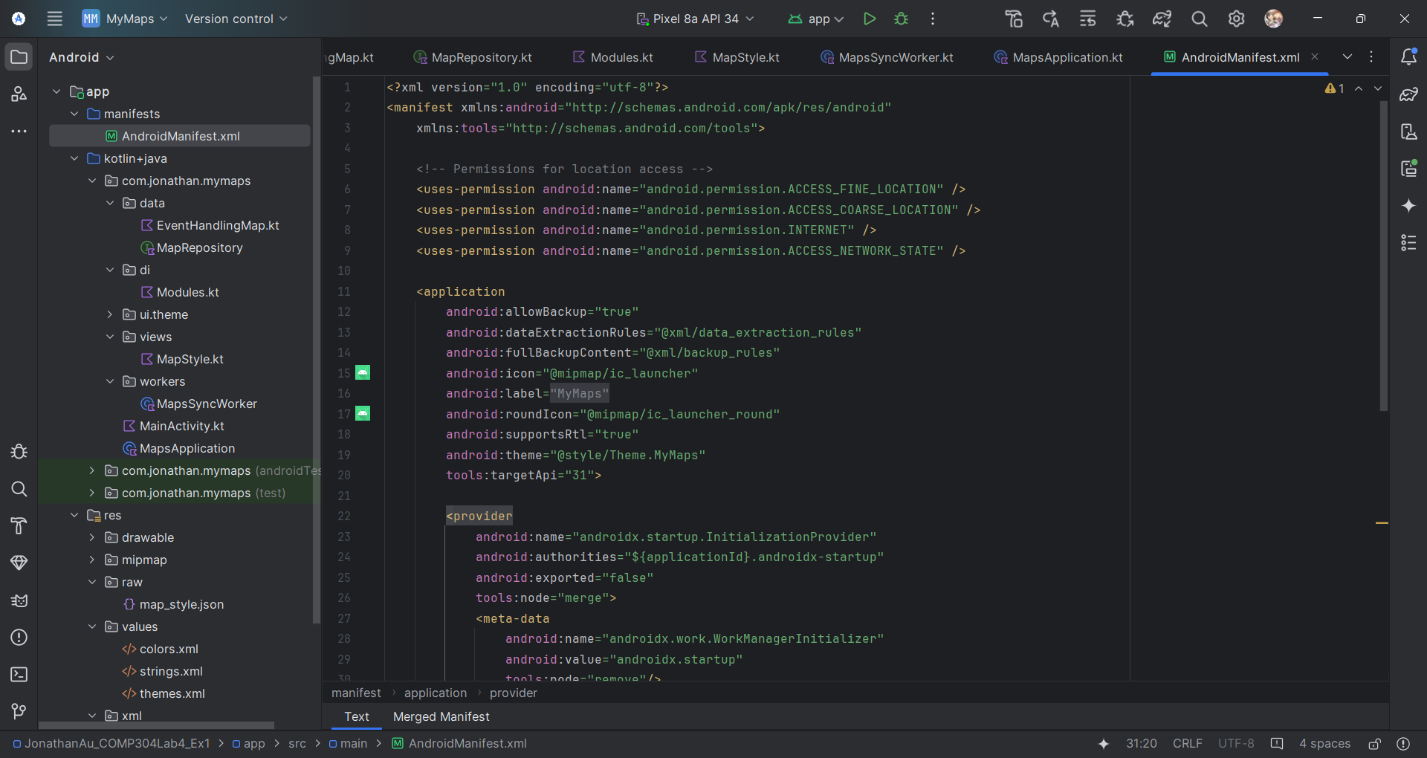 MM MyMaps Version control Pixel 8a API 34 app
Android
app
manifests
AndroidManifest.xml
kotlin+java
com.jonathan.mymaps
data
EventHandlingMap.kt
MapRepository
di
Modules.kt
ui.theme
views
MapStyle.kt
workers
MapsSyncWorker
MainActivity.kt
MapsApplication
com.jonathan.mymaps (androidTes
com.jonathan.mymaps (test)
res
drawable
mipmap
raw
map_style.json
values
colors.xml
strings.xml
themes.xml
xml
ngMap.kt MapRepository.kt Modules.kt MapStyle.kt MapsSyncWorker.kt MapsApplication.kt AndroidManifest.xml
1
1 <?xml version="1.0" encoding="utf-8"?>
2 <manifest xmlns:android="http://schemas.android.com/apk/res/android"
3 xmlns:tools="http://schemas.android.com/tools">
4
5 <!-- Permissions for location access -->
6 <uses-permission android:name="android.permission.ACCESS_FINE_LOCATION" />
7 <uses-permission android:name="android.permission.ACCESS_COARSE_LOCATION" />
8 <uses-permission android:name="android.permission.INTERNET" />
9 <uses-permission android:name="android.permission.ACCESS_NETWORK_STATE" />
10
11 <application
12 android:allowBackup="true"
13 android:dataExtractionRules="@xml/data_extraction_rules"
14 android:fullBackupContent="@xml/backup_rules"
15 android:icon="@mipmap/ic_launcher"
16 android:label="MyMaps"
17 android:roundIcon="@mipmap/ic_launcher_round"
18 android:supportsRtl="true"
19 android:theme="@style/Theme.MyMaps"
20 tools:targetApi="31">
21
22 <provider
23 android:name="androidx.startup.InitializationProvider"
24 android:authorities="${applicationId}.androidx-startup"
25 android:exported="false"
26 tools:node="merge">
27 <meta-data
28 android:name="androidx.work.WorkManagerInitializer"
29 android:value="androidx.startup"
30 tools:node="remove"/>
manifest > application > provider
Text Merged Manifest
JonathanAu_COMP304Lab4_Ex1 > app > src > main > AndroidManifest.xml 31:20 CRLF UTF-8 4 spaces